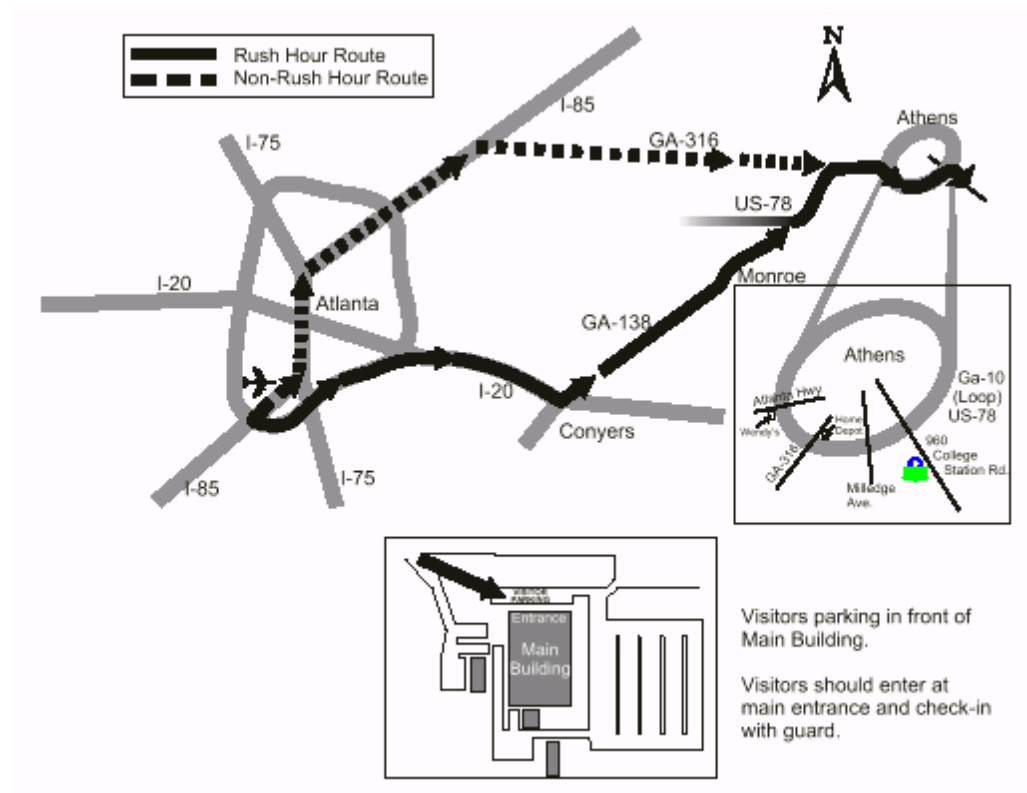 Rush Hour Route
Non-Rush Hour Route
N
I-85
Athens
I-75
GA-316
US-78
I-20
Monroe
Atlanta
GA-138
I-20
Conyers
I-85
I-75
Athens
Ga-10
(Loop)
US-78
Atlanta Hwy
Wendy's
Home
Depot
GA-316
960
College
Station Rd.
Milledge
Ave.
VISITOR
PARKING
Entrance
Main
Building
Visitors parking in front of
Main Building.
Visitors should enter at
main entrance and check-in
with guard.